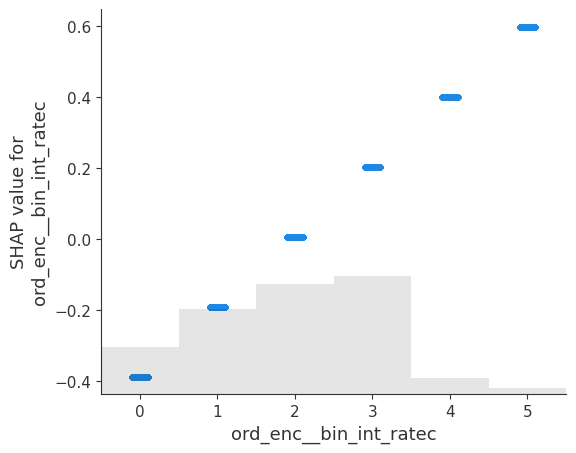 SHAP value for
ord_enc__bin_int_ratec
0.6
0.4
0.2
0.0
−0.2
−0.4
0 1 2 3 4 5
ord_enc__bin_int_ratec